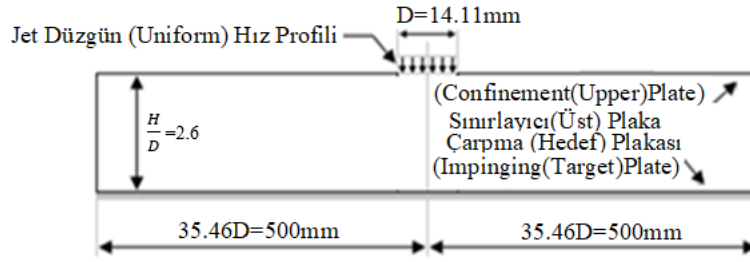 D=14.11mm
Jet Düzgün (Uniform) Hız Profili
(Confinement(Upper)Plate)
Sınırlayıcı(Üst) Plaka
Çarpma (Hedef) Plakası
(Impinging(Target)Plate)
H/D =2.6
35.46D=500mm
35.46D=500mm